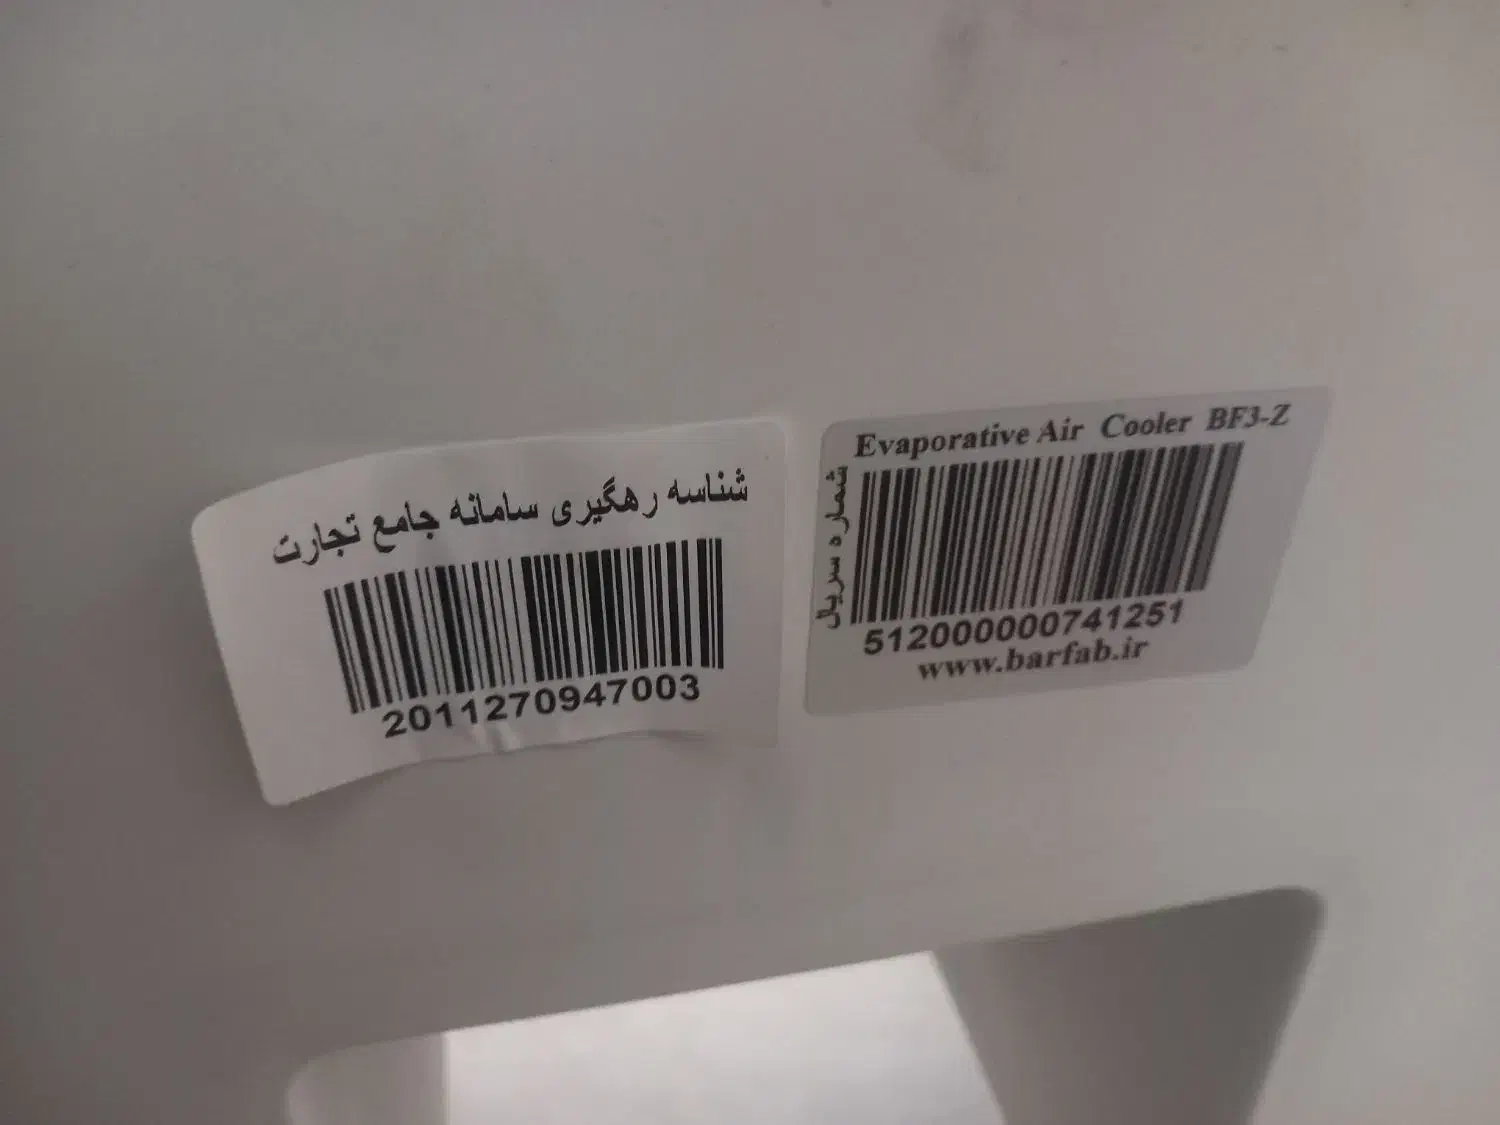 شناسه رهگیری سامانه جامع تجارت
2011270947003
Evaporative Air Cooler BF3-Z
شماره سریال
512000000741251
www.barfab.ir